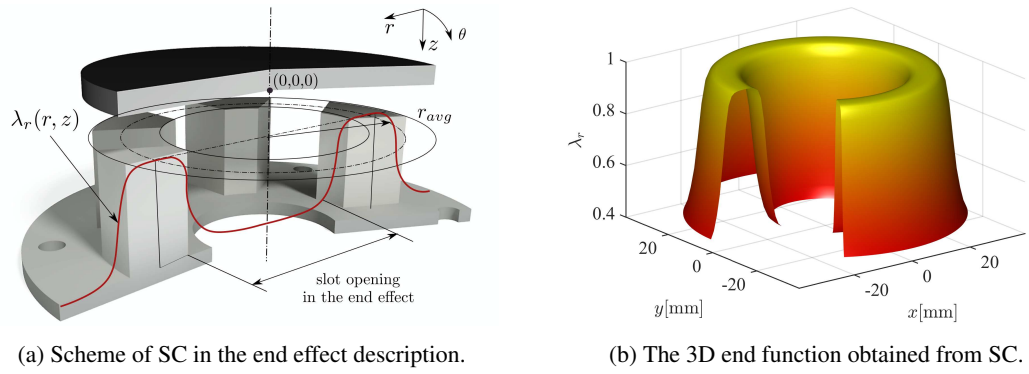 r
z
θ
(0,0,0)
λr(r, z)
ravg
slot opening
in the end effect
(a) Scheme of SC in the end effect description.
1
0.8
0.6
0.4
λr
20
0
-20
y[mm]
-20
0
20
x[mm]
(b) The 3D end function obtained from SC.